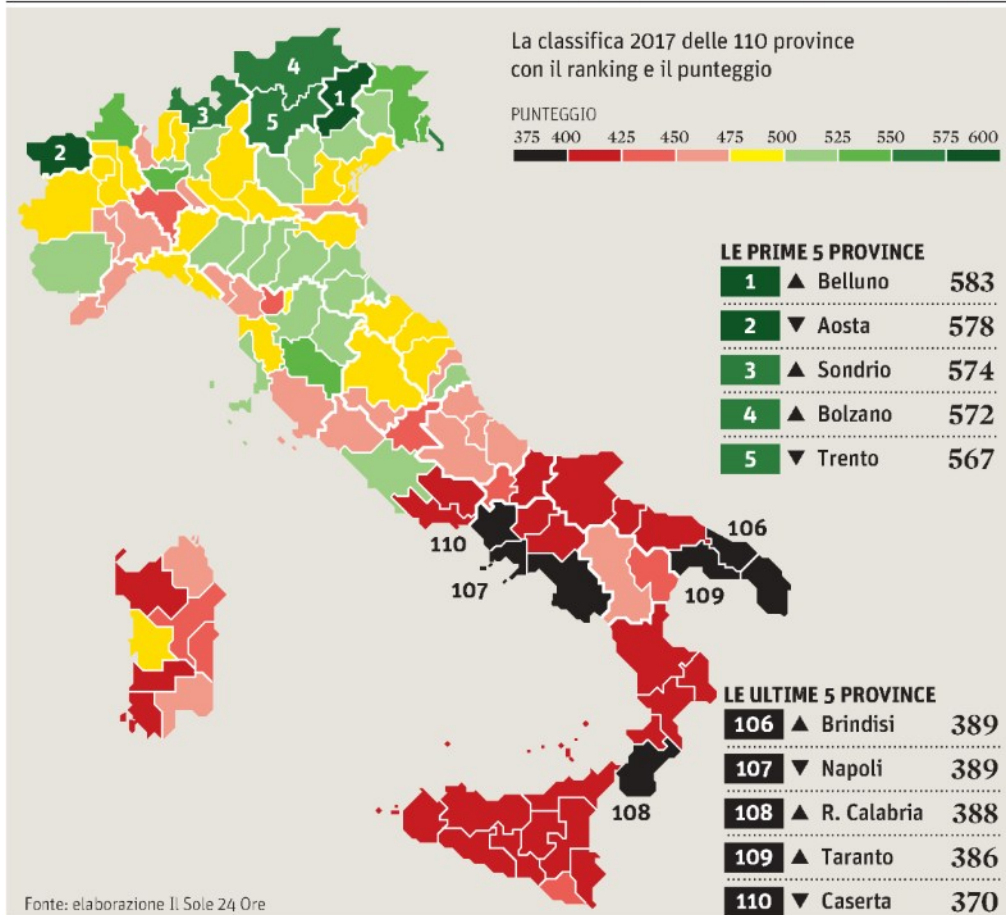 La classifica 2017 delle 110 province
con il ranking e il punteggio
PUNTEGGIO
375 400 425 450 475 500 525 550 575 600
4
1
3
5
2
LE PRIME 5 PROVINCE
1 ▲ Belluno 583
2 ▼ Aosta 578
3 ▲ Sondrio 574
4 ▲ Bolzano 572
5 ▼ Trento 567
106
110
107
109
108
LE ULTIME 5 PROVINCE
106 ▲ Brindisi 389
107 ▼ Napoli 389
108 ▲ R. Calabria 388
109 ▲ Taranto 386
110 ▼ Caserta 370
Fonte: elaborazione Il Sole 24 Ore